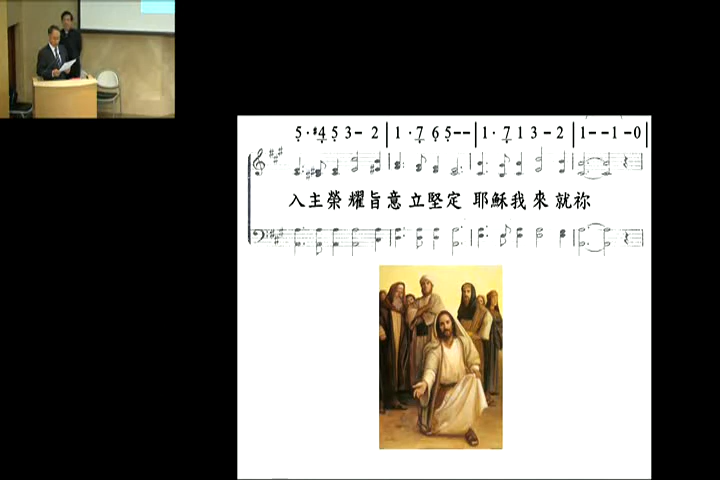 5·#4 5 3- 2 | 1·7 6 5-- | 1·7 1 3-2 | 1--1-0 |
入主榮耀旨意立堅定 耶穌我來就祢